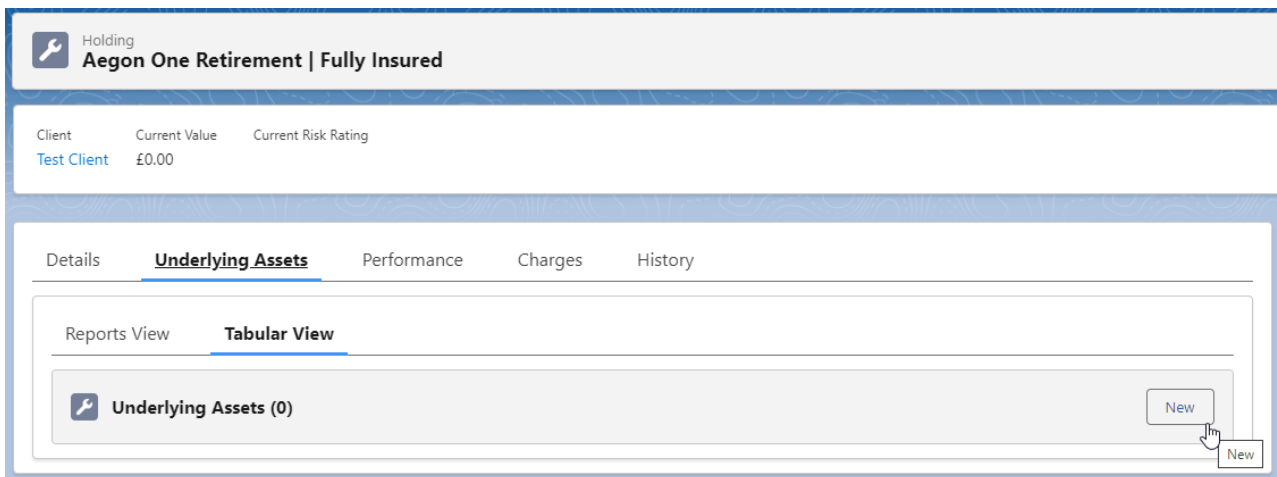 Holding
Aegon One Retirement | Fully Insured
Client Current Value Current Risk Rating
Test Client £0.00
Details Underlying Assets Performance Charges History
Reports View Tabular View
Underlying Assets (0) New
New